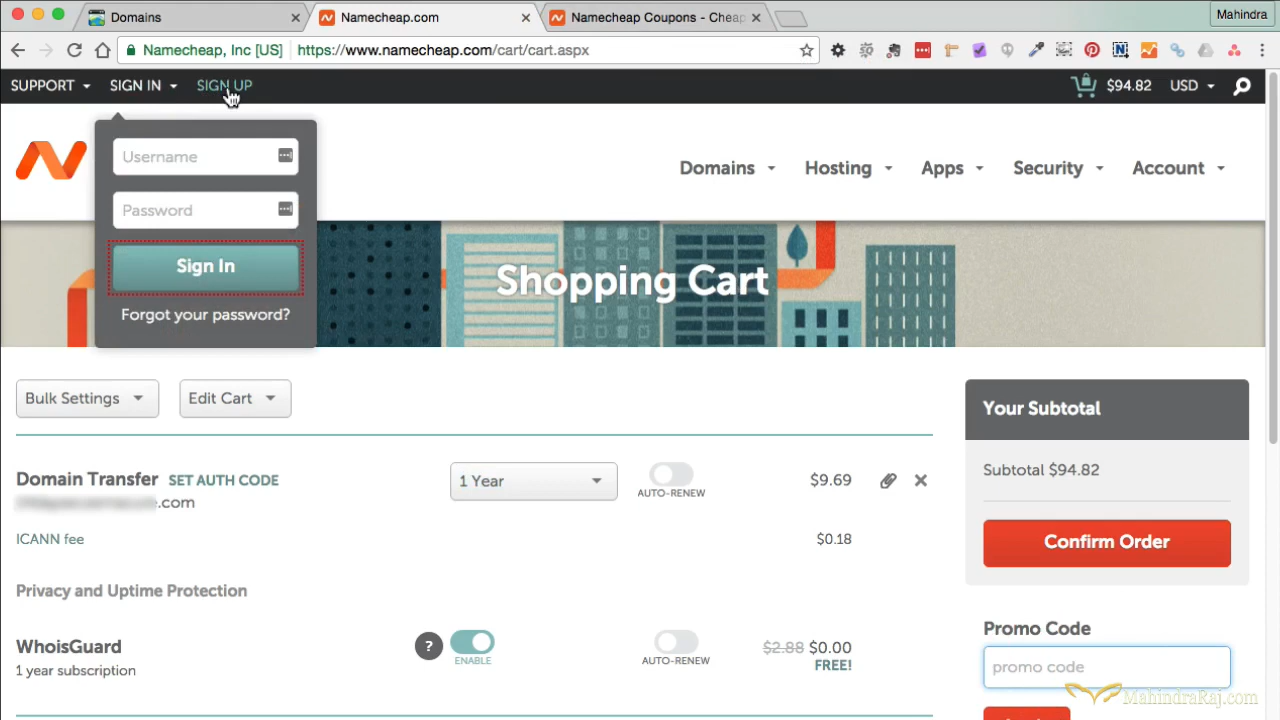 Domains
Namecheap.com
Namecheap Coupons - Cheap
Mahindra
Namecheap, Inc [US]
https://www.namecheap.com/cart/cart.aspx
SUPPORT
SIGN IN
SIGN UP
$94.82
USD
Username
Password
Sign In
Forgot your password?
Domains
Hosting
Apps
Security
Account
Shopping Cart
Bulk Settings
Edit Cart
Your Subtotal
Subtotal $94.82
Confirm Order
Domain Transfer SET AUTH CODE
.com
1 Year
AUTO-RENEW
$9.69
ICANN fee
$0.18
Privacy and Uptime Protection
WhoisGuard
1 year subscription
?
ENABLE
AUTO-RENEW
$2.88 $0.00
FREE!
Promo Code
promo code
MahindraRaj.com